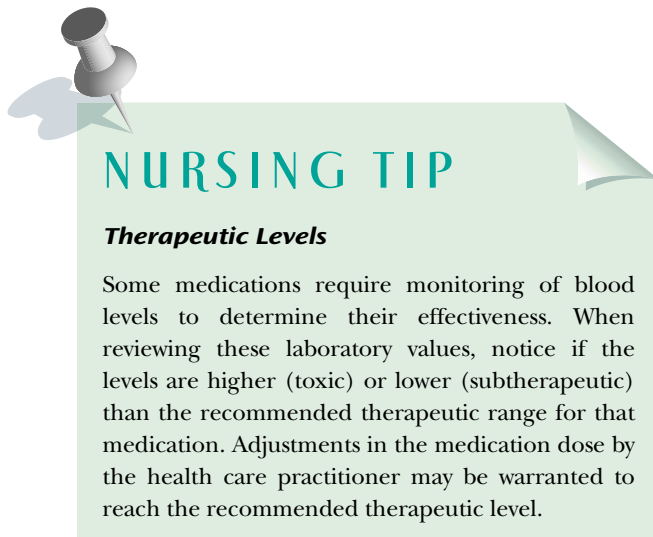 NURSING TIP
Therapeutic Levels
Some medications require monitoring of blood
levels to determine their effectiveness. When
reviewing these laboratory values, notice if the
levels are higher (toxic) or lower (subtherapeutic)
than the recommended therapeutic range for that
medication. Adjustments in the medication dose by
the health care practitioner may be warranted to
reach the recommended therapeutic level.